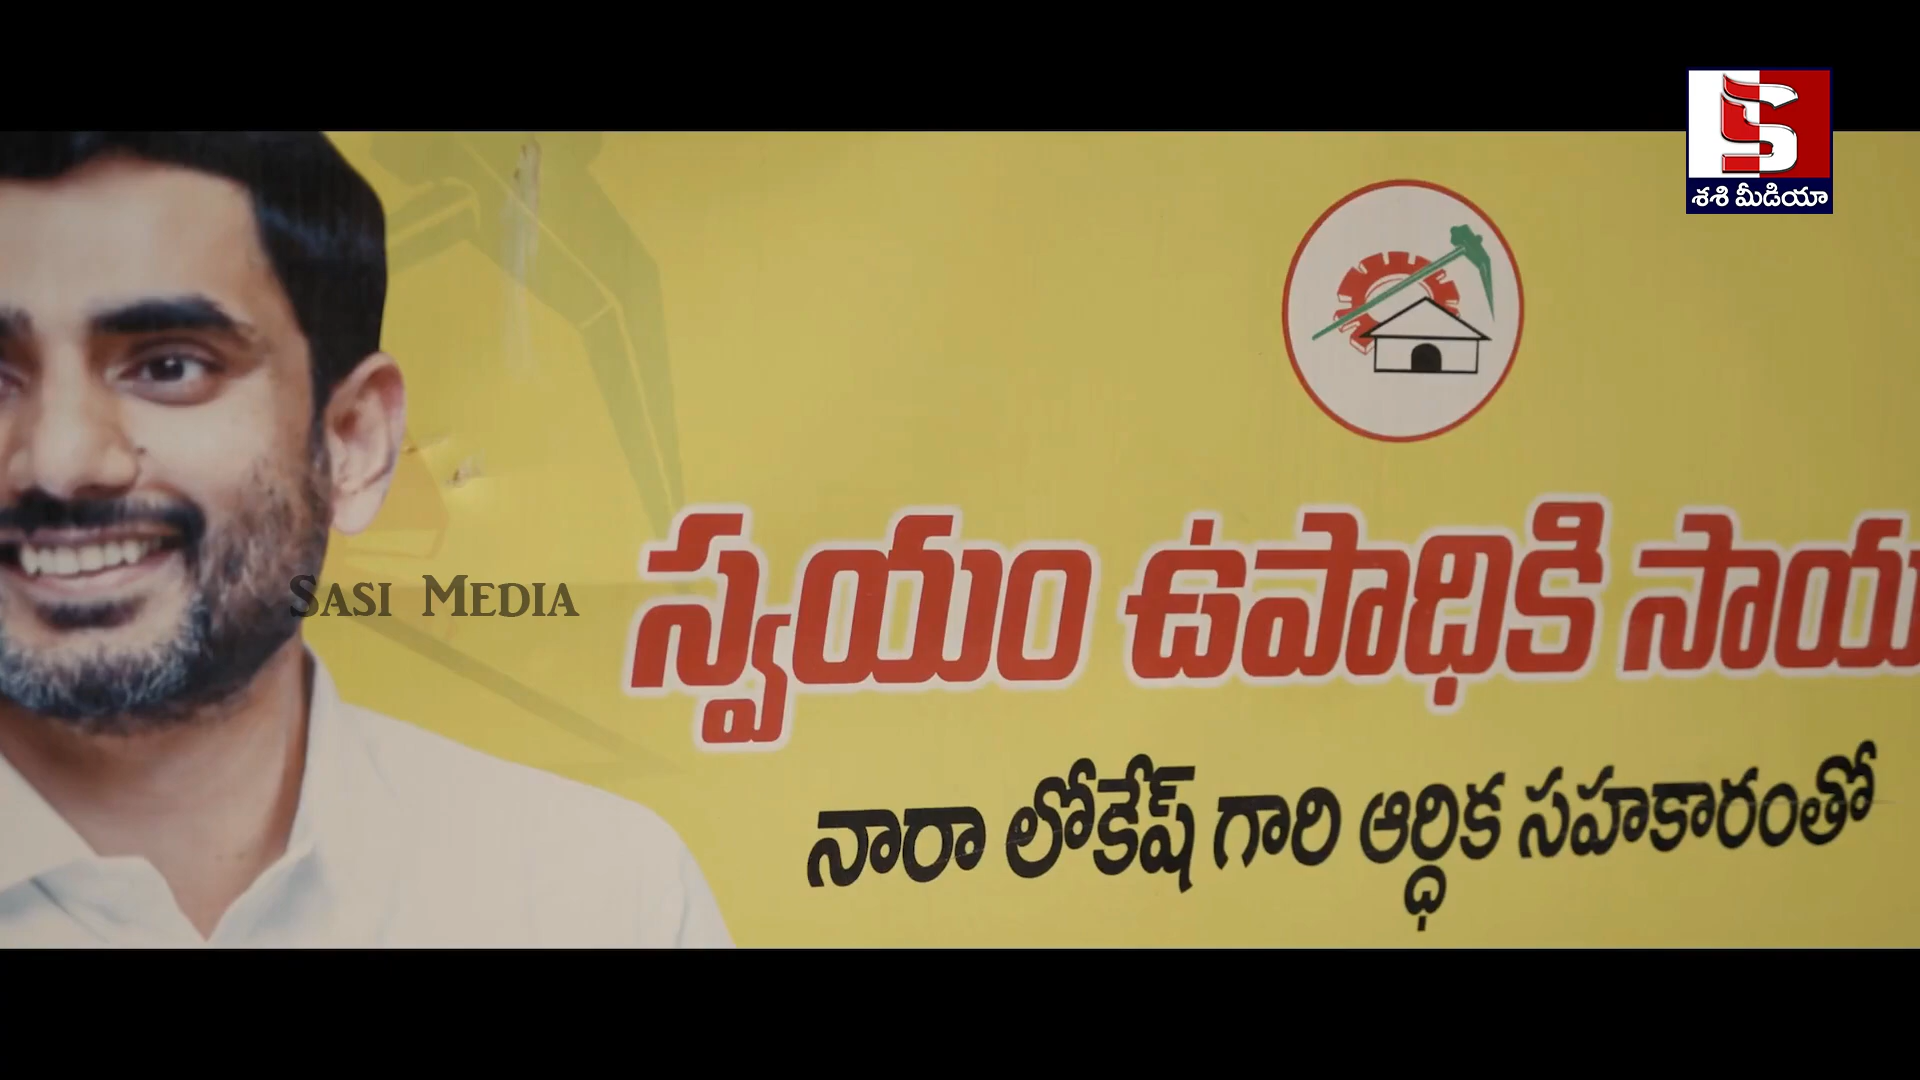 శశి మీడియా
స్వయం ఉపాధికి
SASI MEDIA
నారా లోకేష్ గారి ఆర్ధిక సహకారంతో